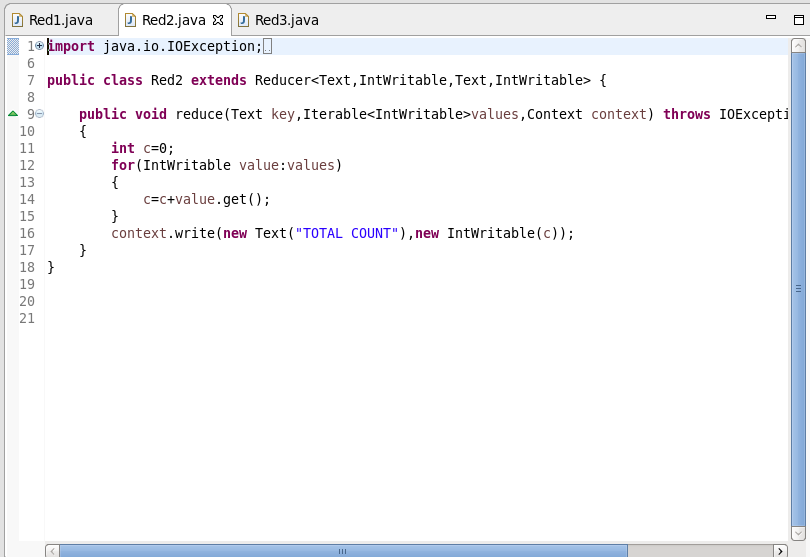 Red1.java Red2.java Red3.java
1 import java.io.IOException;
6
7 public class Red2 extends Reducer<Text,IntWritable,Text,IntWritable> {
8
9 public void reduce(Text key,Iterable<IntWritable>values,Context context) throws IOExcepti
10 {
11 int c=0;
12 for(IntWritable value:values)
13 {
14 c=c+value.get();
15 }
16 context.write(new Text("TOTAL COUNT"),new IntWritable(c));
17 }
18 }
19
20
21